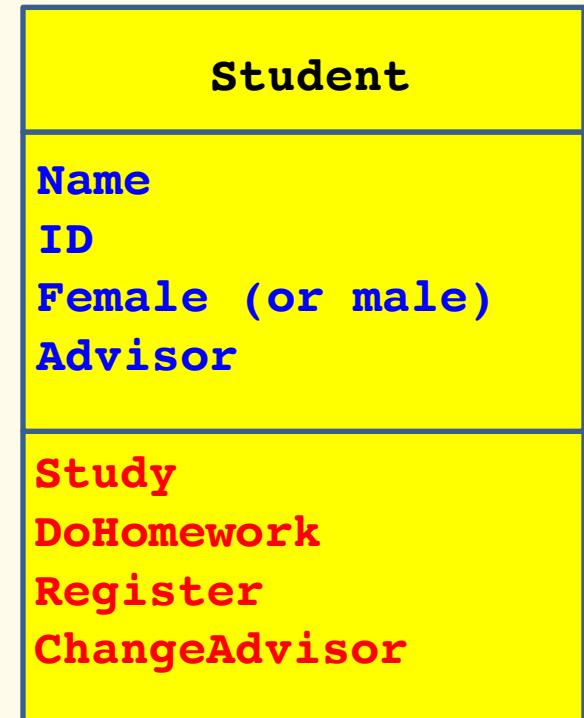 Student
Name
ID
Female (or male)
Advisor
Study
DoHomework
Register
ChangeAdvisor